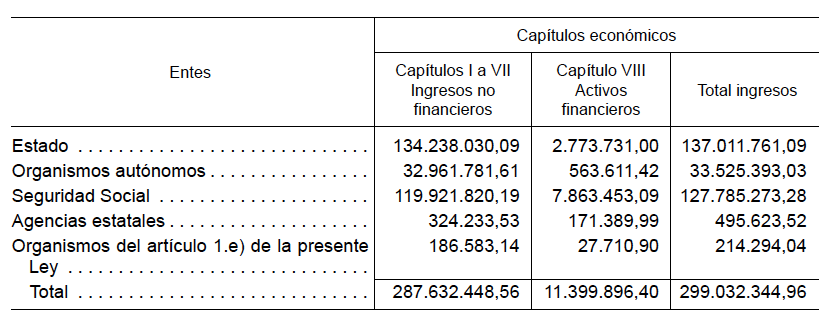 Entes
Capítulos económicos
Capítulos I a VII
Ingresos no
financieros
Capítulo VIII
Activos
financieros
Total ingresos
Estado . . . . . . . . . . . . . . . . . . . . . . . . . . . . . 134.238.030,09 2.773.731,00 137.011.761,09
Organismos autónomos . . . . . . . . . . . . . . . . 32.961.781,61 563.611,42 33.525.393,03
Seguridad Social . . . . . . . . . . . . . . . . . . . . . 119.921.820,19 7.863.453,09 127.785.273,28
Agencias estatales . . . . . . . . . . . . . . . . . . . . 324.233,53 171.389,99 495.623,52
Organismos del artículo 1.e) de la presente 186.583,14 27.710,90 214.294,04
Ley . . . . . . . . . . . . . . . . . . . . . . . . . . . . . .
Total . . . . . . . . . . . . . . . . . . . . . . . . . . . . . 287.632.448,56 11.399.896,40 299.032.344,96